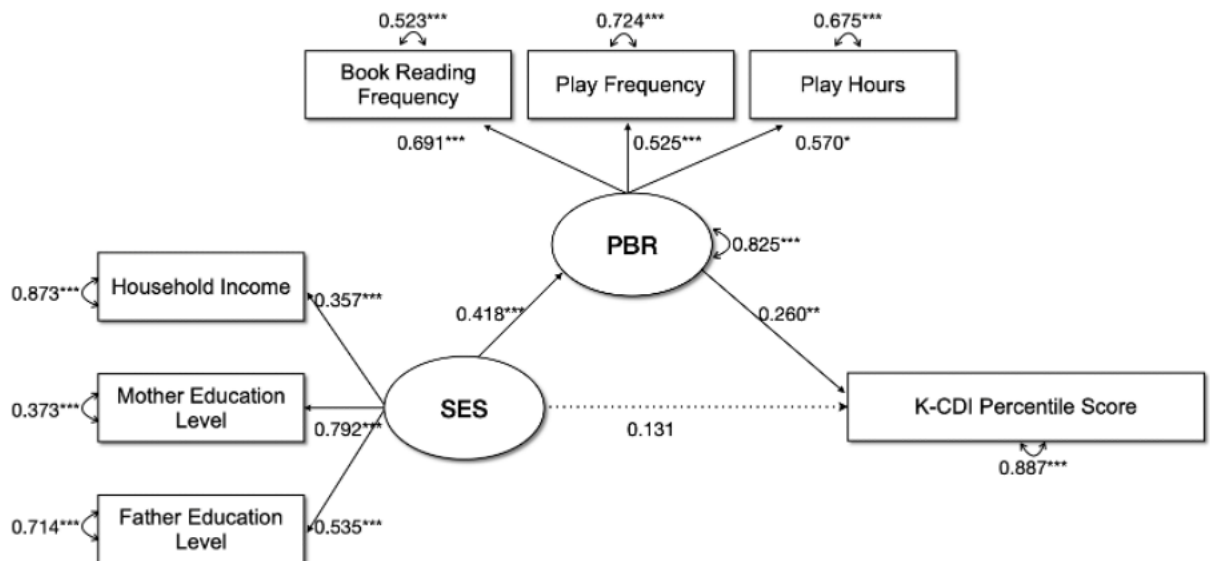 0.523***
0.724***
0.675***
Book Reading
Frequency
Play Frequency
Play Hours
0.691***
0.525***
0.570*
PBR
0.825***
Household Income
0.873***
0.357***
0.418***
0.260**
Mother Education
Level
0.373***
0.792***
SES
0.131
K-CDI Percentile Score
0.887***
Father Education
Level
0.714***
0.535***